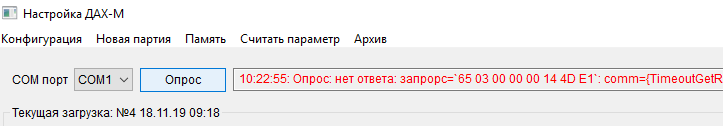 Настройка ДАХ-М
Конфигурация Новая партия Память Считать параметр Архив
COM порт COM1 Опрос 10:22:55: Опрос: нет ответа: запрорс=`65 03 00 00 00 14 4D E1`: comm={TimeoutGetR
Текущая загрузка: №4 18.11.19 09:18